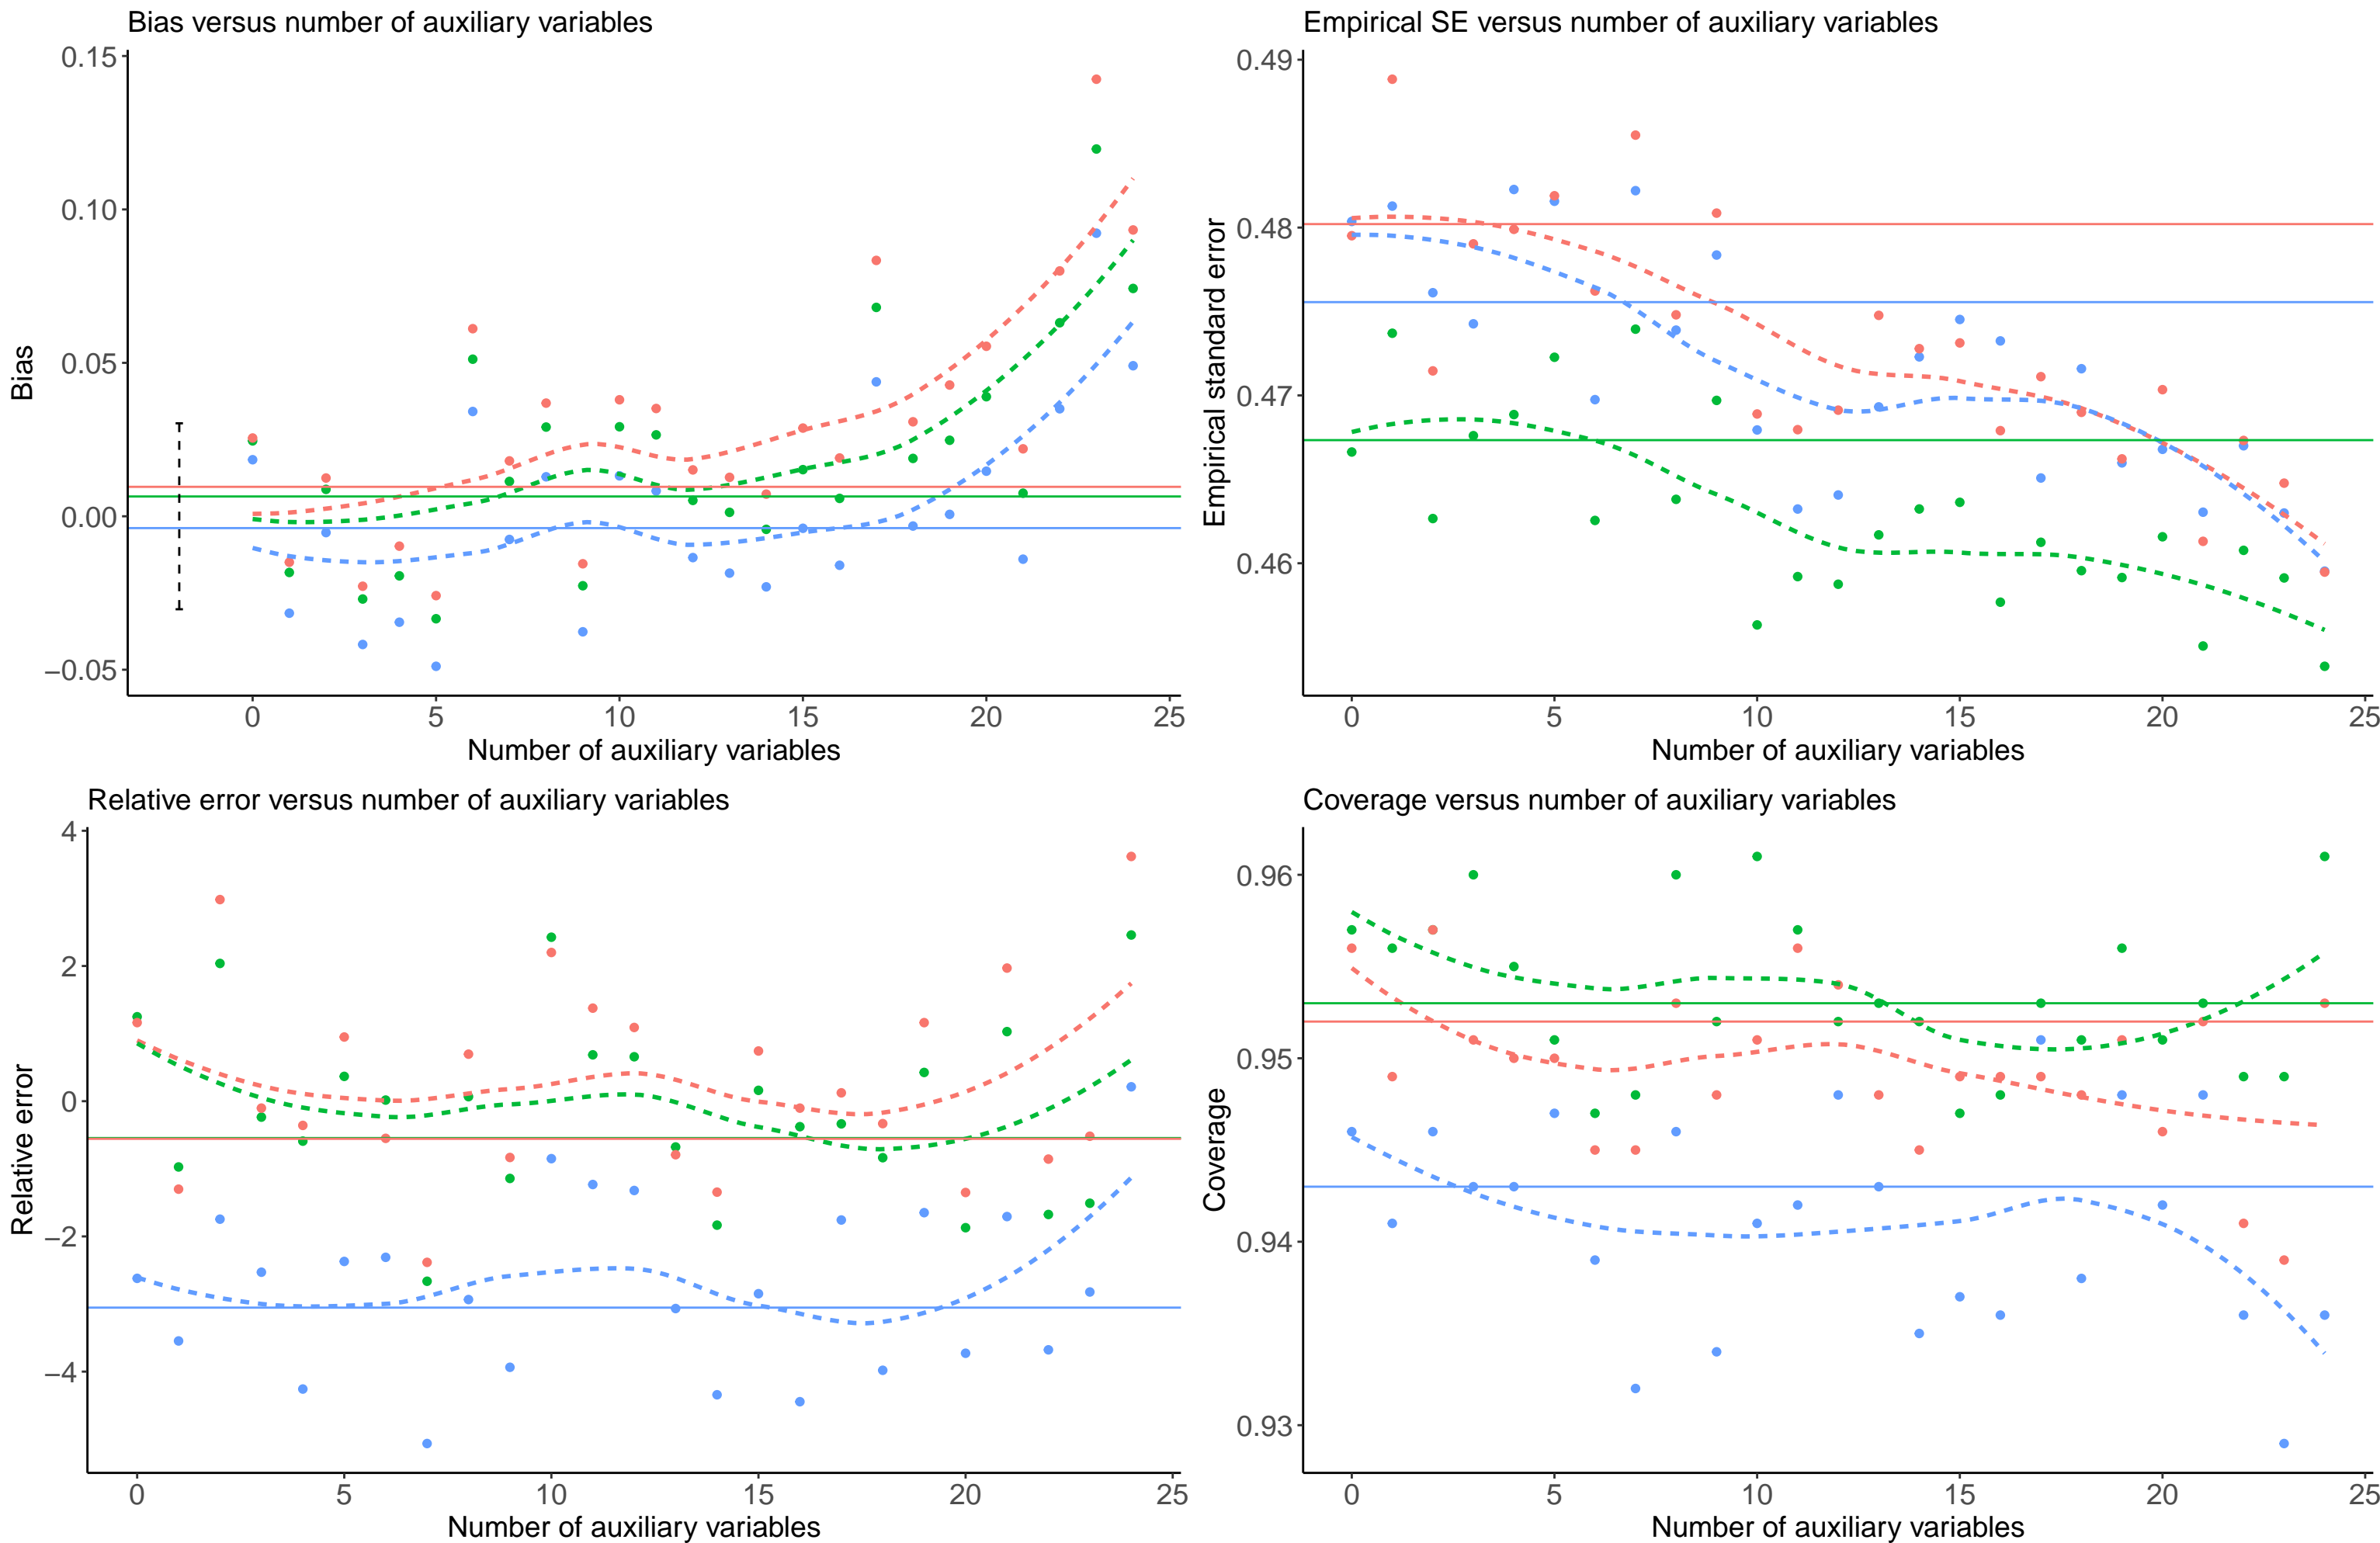 Bias versus number of auxiliary variables
0.15
0.10
0.05
0.00
−0.05
Bias
0 5 10 15 20 25
Number of auxiliary variables
Empirical SE versus number of auxiliary variables
0.49
0.48
0.47
0.46
Empirical standard error
0 5 10 15 20 25
Number of auxiliary variables
Relative error versus number of auxiliary variables
4
2
0
−2
−4
Relative error
0 5 10 15 20 25
Number of auxiliary variables
Coverage versus number of auxiliary variables
0.96
0.95
0.94
0.93
Coverage
0 5 10 15 20 25
Number of auxiliary variables